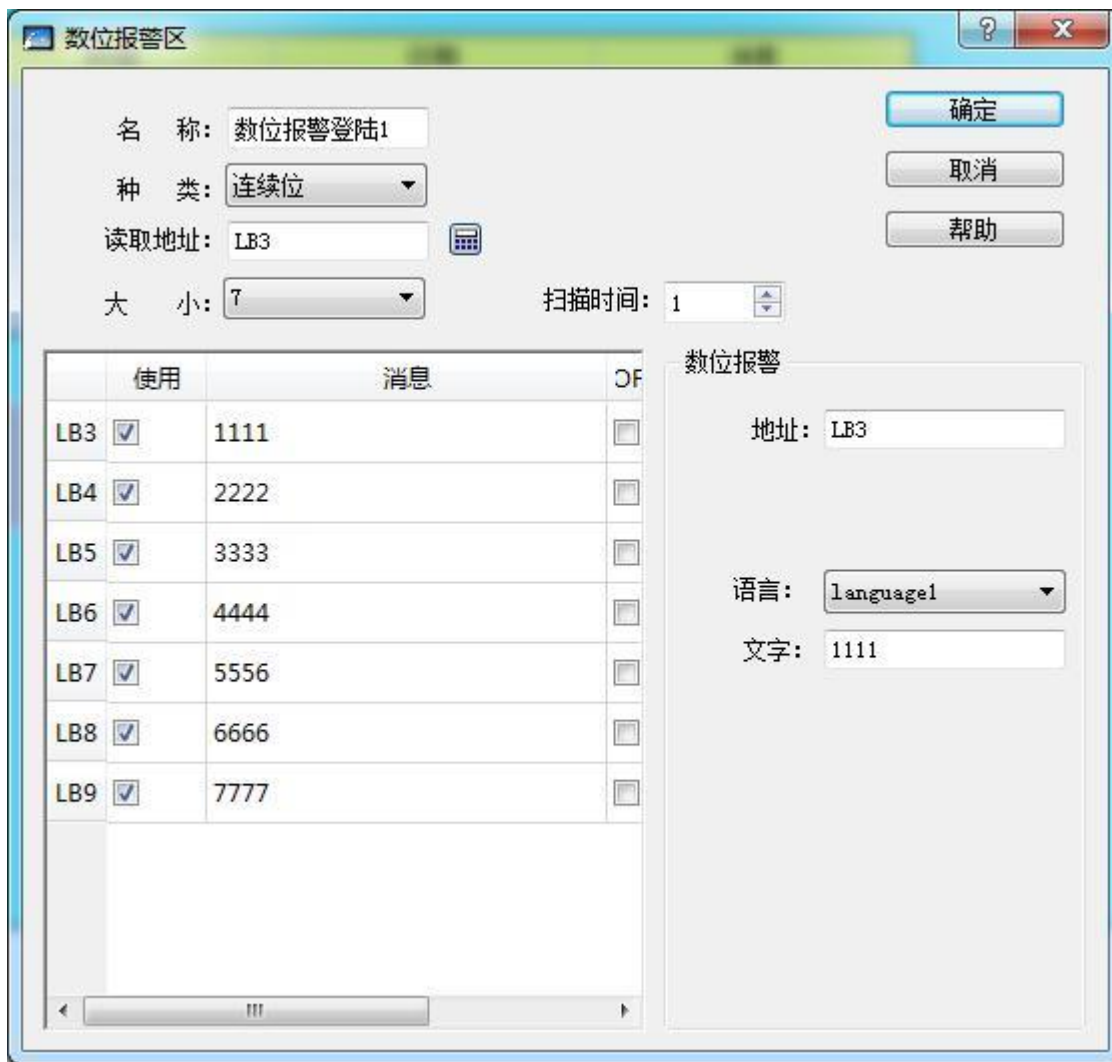 数位报警区
名 称: 数位报警登陆1
确定
种 类: 连续位
取消
读取地址: LB3
帮助
大 小: 7
扫描时间: 1
使用 消息 OF
数位报警
LB3 1111
地址: LB3
LB4 2222
LB5 3333
语言: language1
LB6 4444
文字: 1111
LB7 5556
LB8 6666
LB9 7777